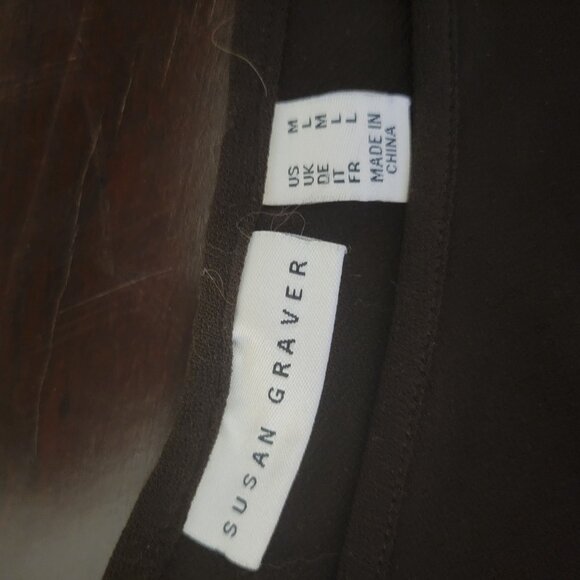 US M
UK L
DE M
IT L
FR L
MADE IN
CHINA
SUSAN GRAVER